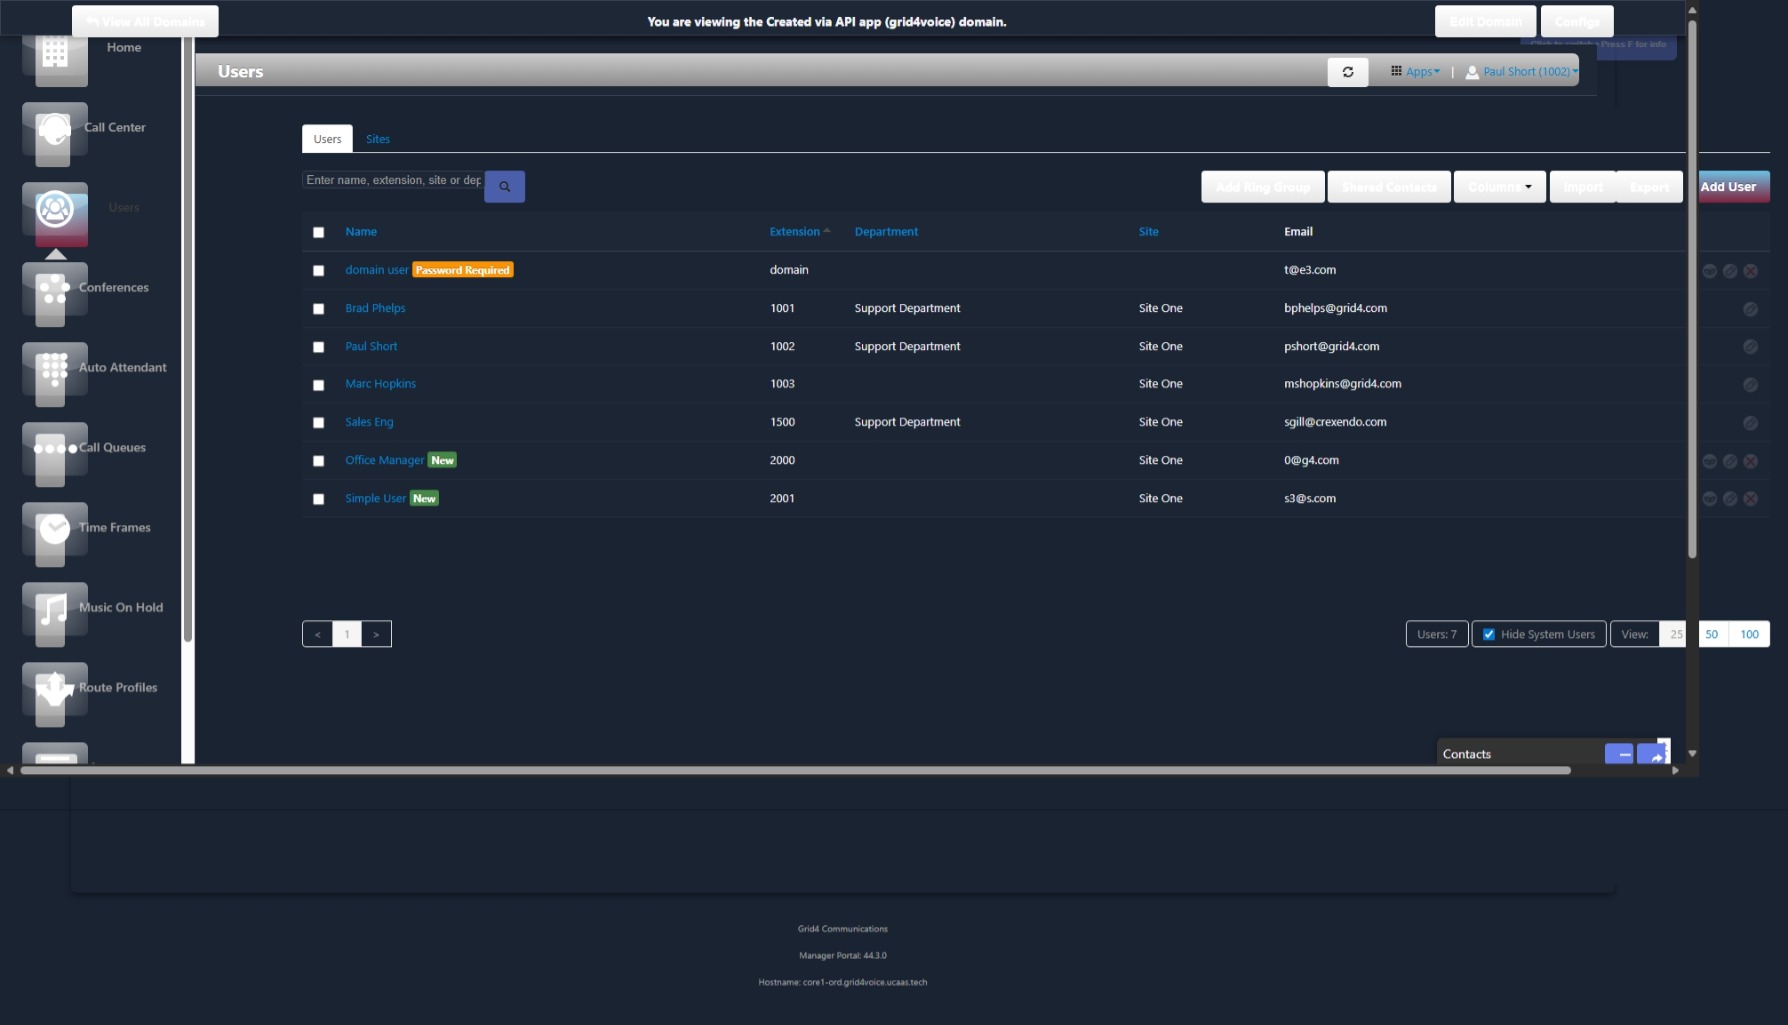 View All Domains
You are viewing the Created via API app (grid4voice) domain.
Edit Domain
Configs
Home
Press F for info
Users
Apps
|
Paul Short (1002)
Call Center
Users
Sites
Enter name, extension, site or dep
Add Ring Group
Shared Contacts
Columns
Import
Export
Add User
Users
Name
Extension
Department
Site
Email
domain user
Password Required
domain
t@e3.com
Conferences
Brad Phelps
1001
Support Department
Site One
bphelps@grid4.com
Paul Short
1002
Support Department
Site One
pshort@grid4.com
Auto Attendant
Marc Hopkins
1003
Site One
mshopkins@grid4.com
Sales Eng
1500
Support Department
Site One
sgill@crexendo.com
Call Queues
Office Manager
New
2000
Site One
0@g4.com
Simple User
New
2001
Site One
s3@s.com
Time Frames
Music On Hold
<
1
>
Users: 7
Hide System Users
View:
25
50
100
Route Profiles
Contacts
Grid4 Communications
Manager Portal: 44.3.0
Hostname: core1-ord.grid4voice.ucaas.tech